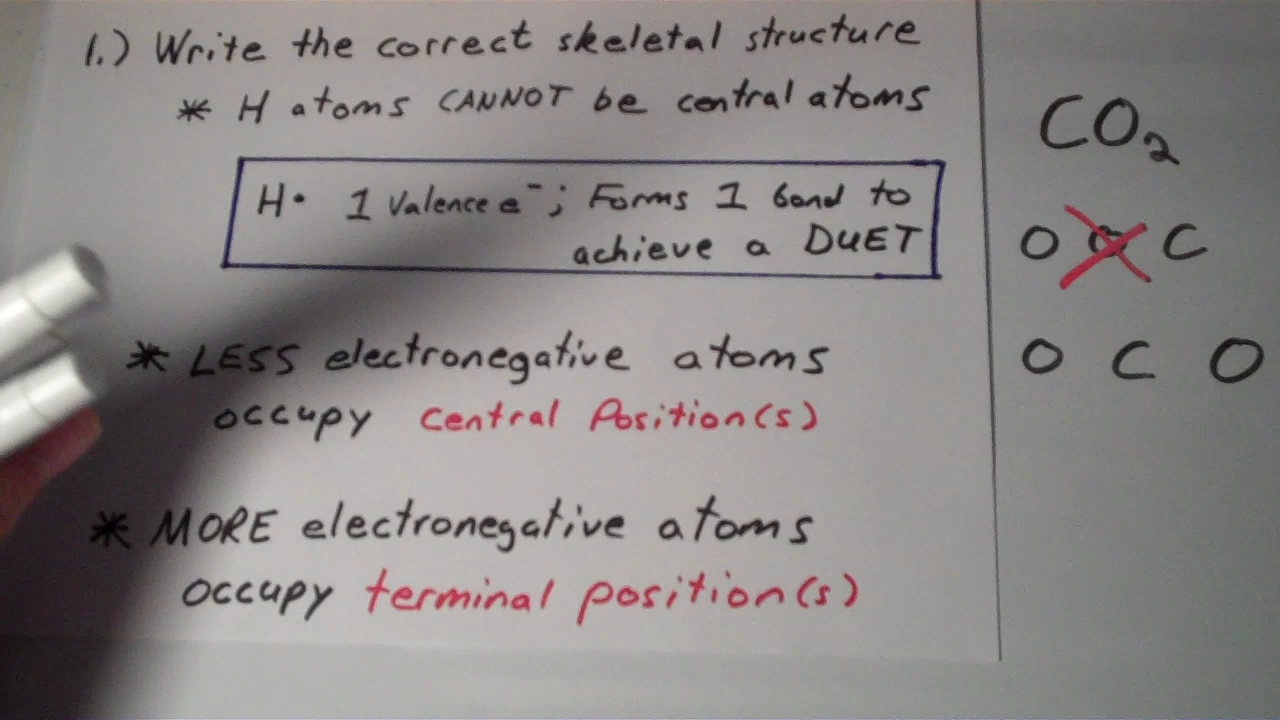 1.) Write the correct skeletal structure
* H atoms CANNOT be central atoms
H• 1 Valence e⁻; Forms 1 bond to
achieve a DUET
* LESS electronegative atoms
occupy central Position(s)
* MORE electronegative atoms
occupy terminal position(s)
CO₂
O O C
O C O